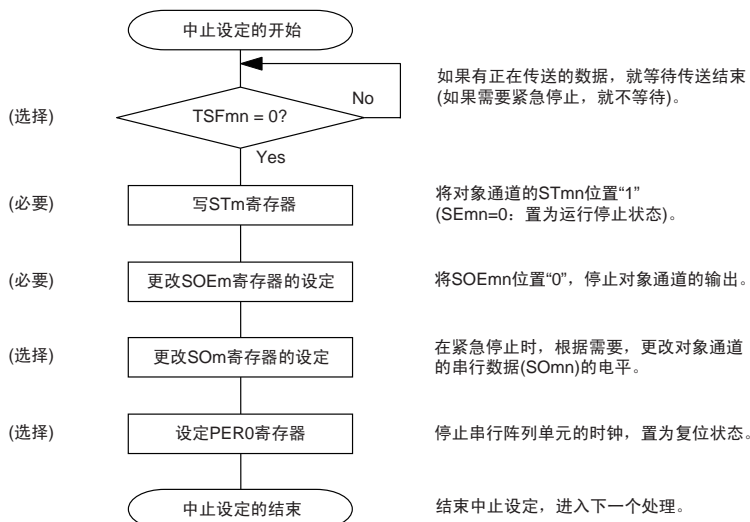 中止设定的开始
如果有正在传送的数据，就等待传送结束
(如果需要紧急停止，就不等待)。
No
(选择)
TSFmn = 0?
Yes
(必要)
写STm寄存器
将对象通道的STmn位置“1”
(SEmn=0：置为运行停止状态)。
(必要)
更改SOEm寄存器的设定
将SOEmn位置“0”，停止对象通道的输出。
(选择)
更改SOm寄存器的设定
在紧急停止时，根据需要，更改对象通道
的串行数据(SOmn)的电平。
(选择)
设定PER0寄存器
停止串行阵列单元的时钟，置为复位状态。
中止设定的结束
结束中止设定，进入下一个处理。